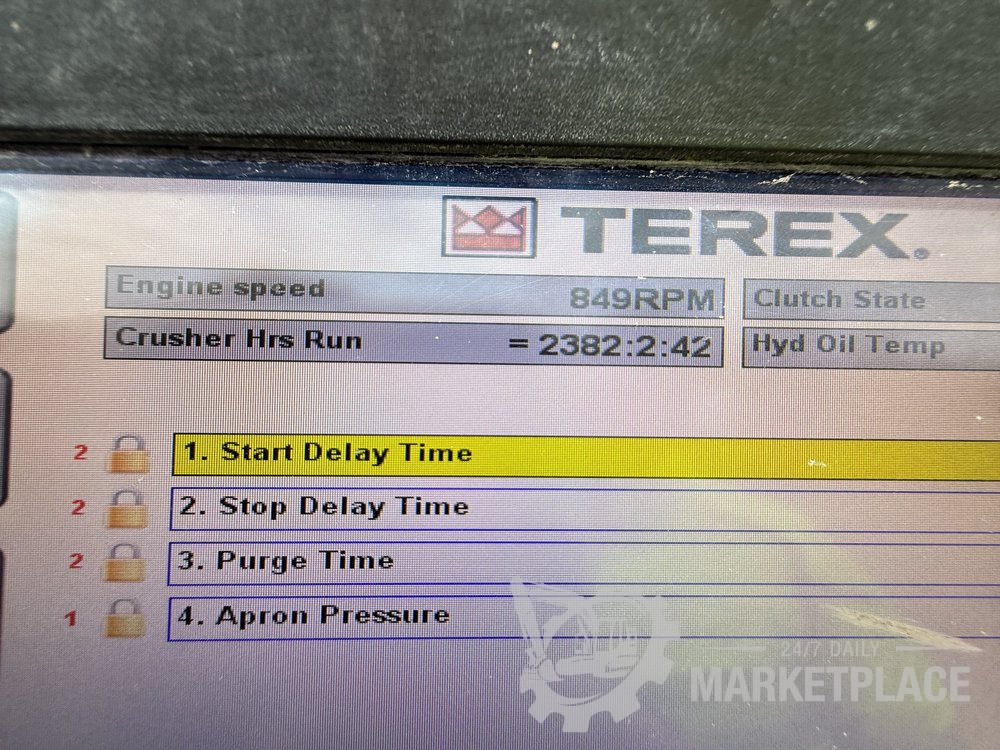 TEREX.
Engine speed 849RPM Clutch State
Crusher Hrs Run = 2382:2:42 Hyd Oil Temp
2 1. Start Delay Time
2 2. Stop Delay Time
2 3. Purge Time
1 4. Apron Pressure
24/7 DAILY
MARKETPLACE